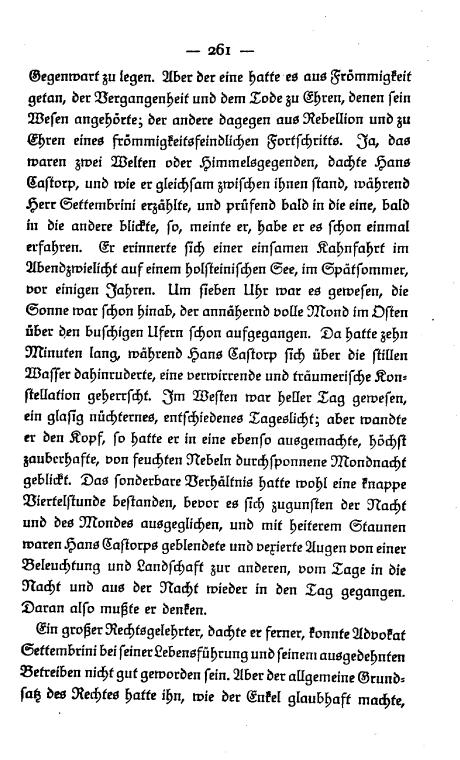 — 261 —
Gegenwart zu legen. Aber der eine hatte es aus Frömmigkeit
getan, der Vergangenheit und dem Tode zu Ehren, denen sein
Wesen angehörte; der andere dagegen aus Rebellion und zu
Ehren eines frömmigkeitsfeindlichen Fortschritts. Ja, das
waren zwei Welten oder Himmelsgegenden, dachte Hans
Castorp, und wie er gleichsam zwischen ihnen stand, während
Herr Settembrini erzählte, und prüfend bald in die eine, bald
in die andere blickte, so, meinte er, habe er es schon einmal
erfahren. Er erinnerte sich einer einsamen Kahnfahrt im
Abendzwielicht auf einem holsteinischen See, im Spätsommer,
vor einigen Jahren. Um sieben Uhr war es gewesen, die
Sonne war schon hinab, der annähernd volle Mond im Osten
über den buschigen Ufern schon aufgegangen. Da hatte zehn
Minuten lang, während Hans Castorp sich über die stillen
Wasser dahinruderte, eine verwirrende und träumerische Kon-
stellation geherrscht. Im Westen war heller Tag gewesen,
ein glasig nüchternes, entschiedenes Tageslicht; aber wandte
er den Kopf, so hatte er in eine ebenso ausgemachte, höchst
zauberhafte, von feuchten Nebeln durchsponnene Mondnacht
geblickt. Das sonderbare Verhältnis hatte wohl eine knappe
Viertelstunde bestanden, bevor es sich zugunsten der Nacht
und des Mondes ausgeglichen, und mit heiterem Staunen
waren Hans Castorps geblendete und vexierte Augen von einer
Beleuchtung und Landschaft zur anderen, vom Tage in die
Nacht und aus der Nacht wieder in den Tag gegangen.
Daran also mußte er denken.
Ein großer Rechtsgelehrter, dachte er ferner, konnte Advokat
Settembrini bei seiner Lebensführung und seinem ausgedehnten
Betreiben nicht gut geworden sein. Aber der allgemeine Grund-
satz des Rechtes hatte ihn, wie der Enkel glaubhaft machte,